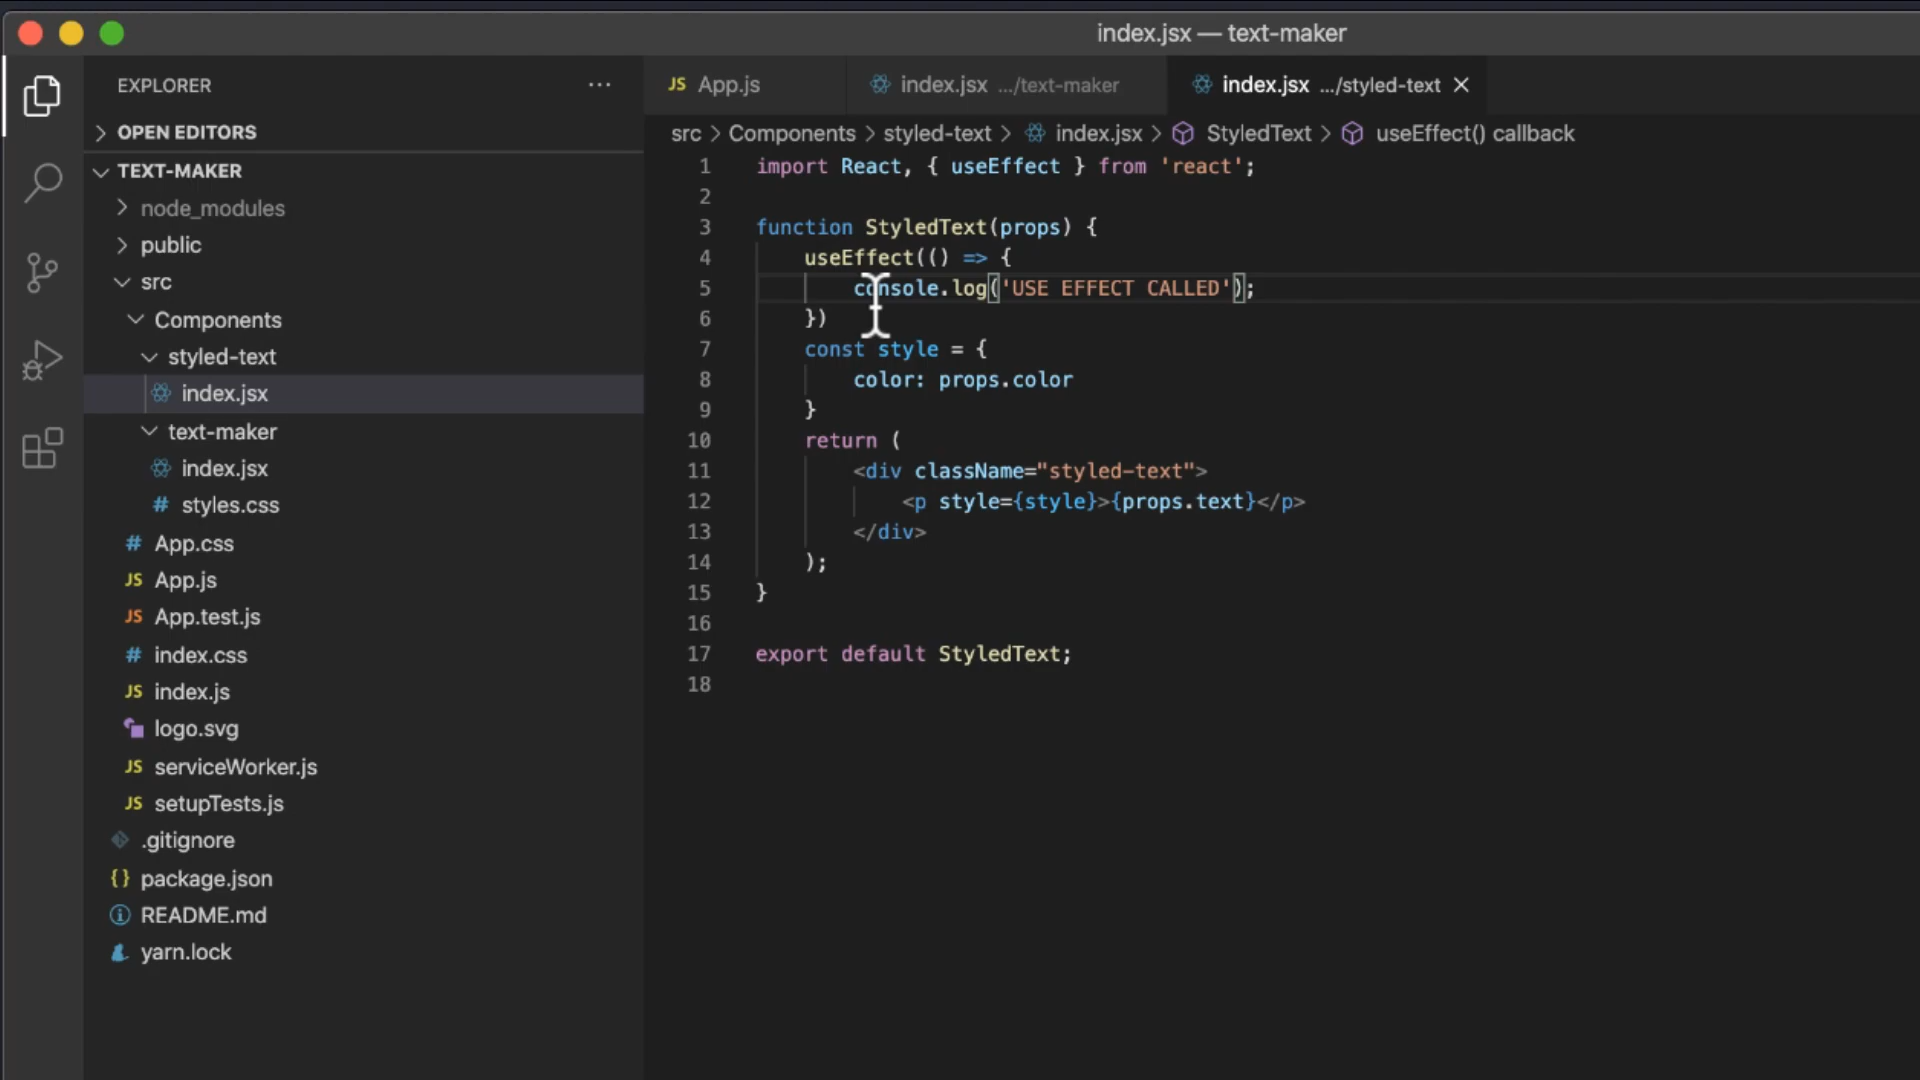 index.jsx — text-maker
EXPLORER ···
OPEN EDITORS
TEXT-MAKER
node_modules
public
src
Components
styled-text
index.jsx
text-maker
index.jsx
# styles.css
# App.css
JS App.js
JS App.test.js
# index.css
JS index.js
logo.svg
JS serviceWorker.js
JS setupTests.js
.gitignore
{} package.json
README.md
yarn.lock
JS App.js
index.jsx .../text-maker
index.jsx .../styled-text
src > Components > styled-text > index.jsx > StyledText > useEffect() callback
1 import React, { useEffect } from 'react';
2
3 function StyledText(props) {
4 useEffect(() => {
5 console.log('USE EFFECT CALLED');
6 })
7 const style = {
8 color: props.color
9 }
10 return (
11 <div className="styled-text">
12 <p style={style}>{props.text}</p>
13 </div>
14 );
15 }
16
17 export default StyledText;
18